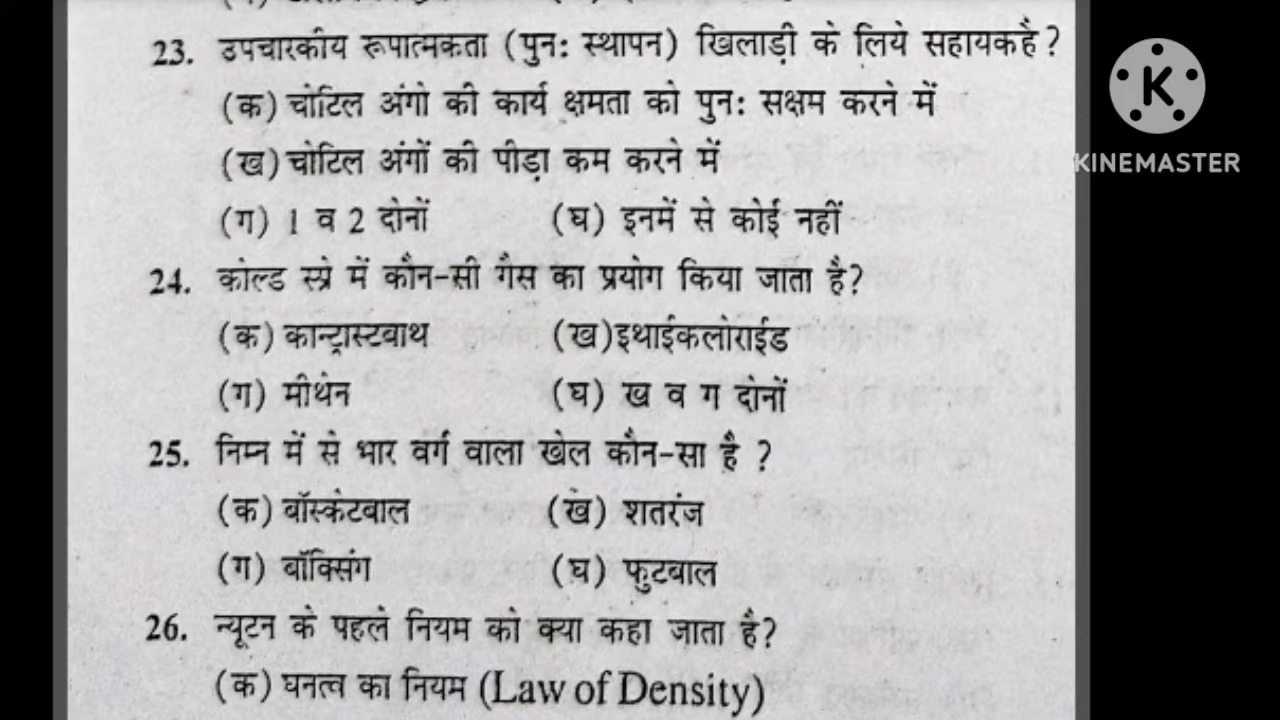 23. उपचारकीय रूपात्मकता (पुन: स्थापन) खिलाड़ी के लिये सहायकहै ?
(क) चोटिल अंगो की कार्य क्षमता को पुन: सक्षम करने में
(ख) चोटिल अंगों की पीड़ा कम करने में
(ग) 1 व 2 दोनों (घ) इनमें से कोई नहीं
24. कोल्ड स्प्रे में कौन-सी गैस का प्रयोग किया जाता है?
(क) कान्ट्रास्टबाथ (ख) इथाईकलोराईड
(ग) मीथेन (घ) ख व ग दोनों
25. निम्न में से भार वर्ग वाला खेल कौन-सा है ?
(क) बॉस्केटबाल (ख) शतरंज
(ग) बॉक्सिंग (घ) फुटबाल
26. न्यूटन के पहले नियम को क्या कहा जाता है?
(क) घनत्व का नियम (Law of Density)
K
KINEMASTER